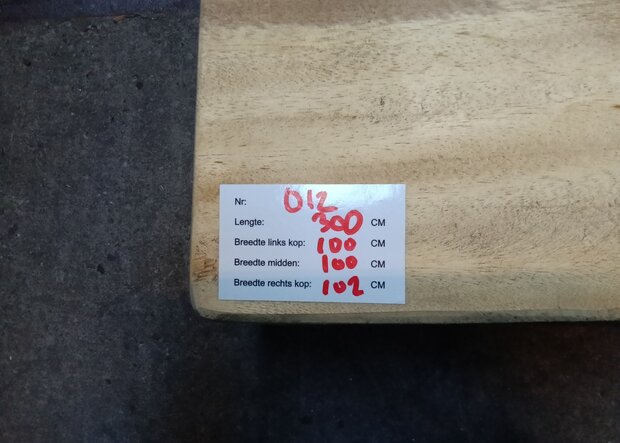 Nr: 012
Lengte: 300 CM
Breedte links kop: 100 CM
Breedte midden: 100 CM
Breedte rechts kop: 102 CM